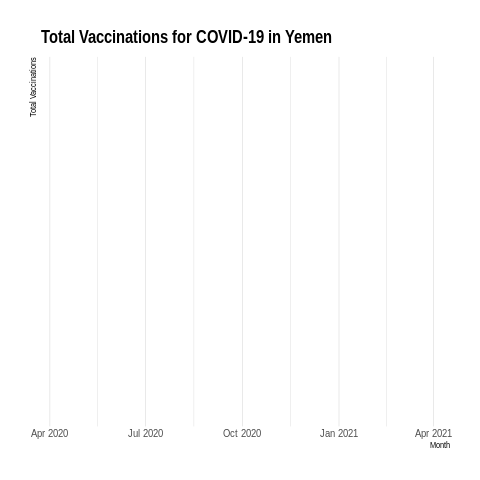 Total Vaccinations for COVID-19 in Yemen
Total Vaccinations
Apr 2020
Jul 2020
Oct 2020
Jan 2021
Apr 2021
Month